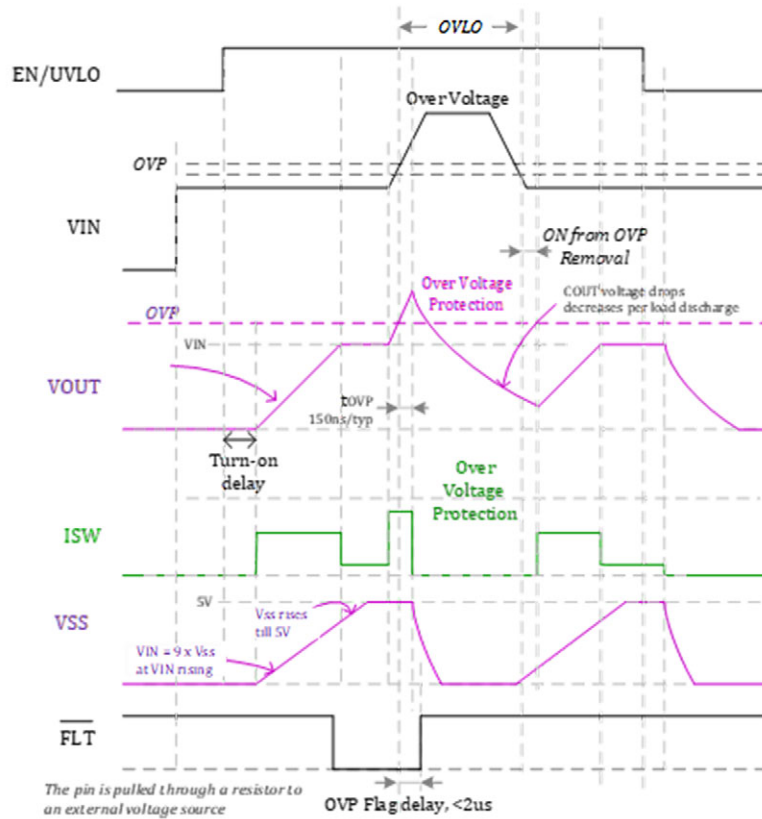 OVLO
EN/UVLO
Over Voltage
OVP
VIN
ON from OVP
Removal
Over Voltage
Protection
COUT voltage drops
decreases per load discharge
OVP
VIN
VOUT
tOVP
150ns/typ
Turn-on
delay
Over
Voltage
Protection
ISW
5V
VSS
Vss rises
till 5V
VIN = 9 x Vss
at VIN rising
FLT
The pin is pulled through a resistor to
an external voltage source
OVP Flag delay, <2us